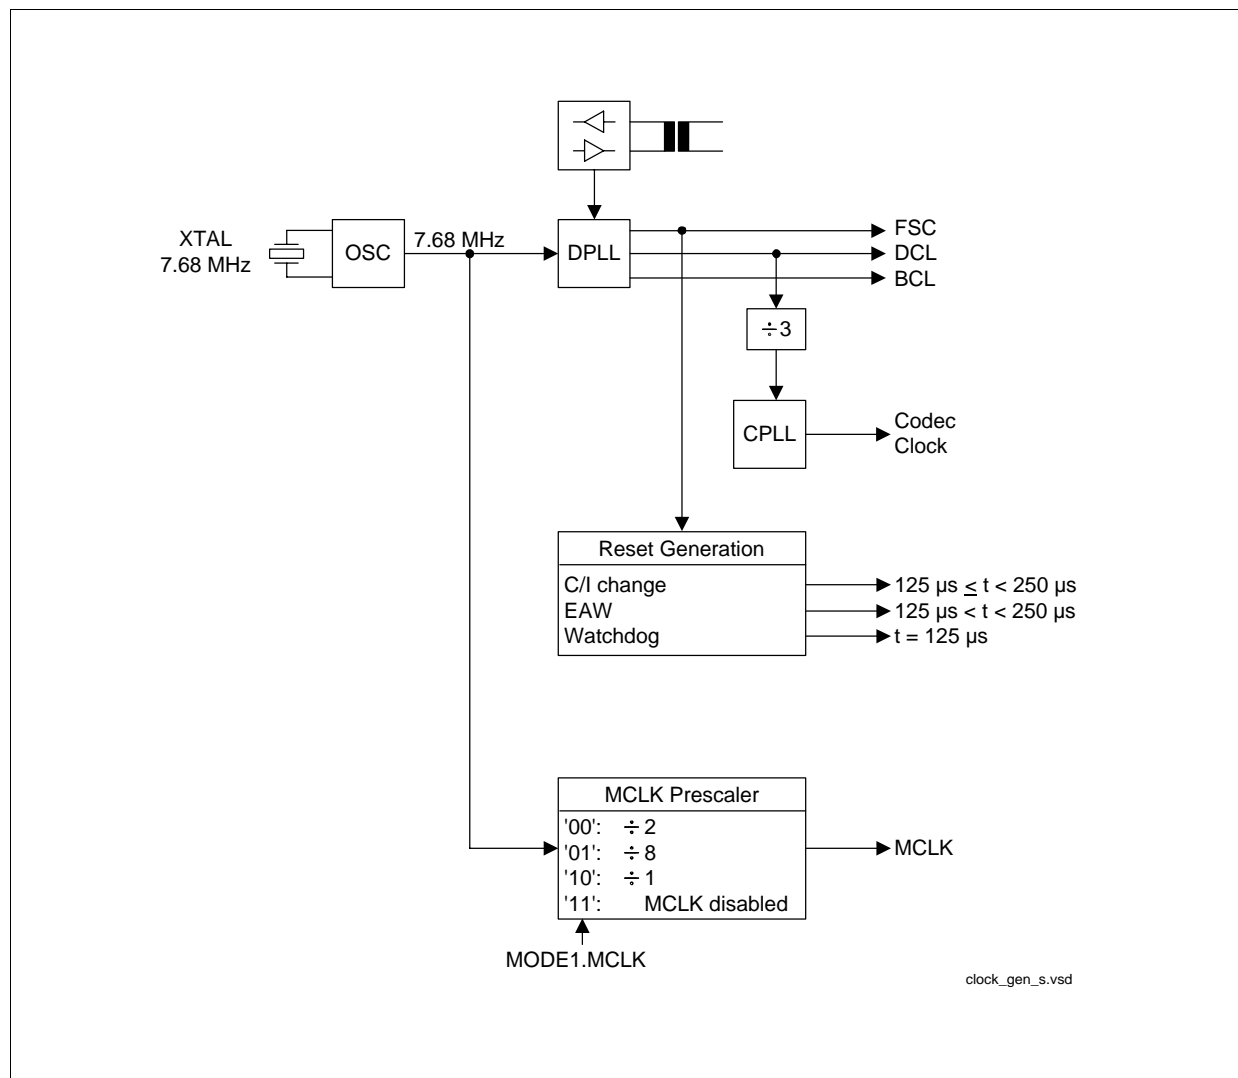 FSC
XTAL
7.68 MHz
OSC
7.68 MHz
DPLL
DCL
BCL
÷3
CPLL
Codec
Clock
Reset Generation
C/I change
125 µs ≤ t < 250 µs
EAW
125 µs < t < 250 µs
Watchdog
t = 125 µs
MCLK Prescaler
'00': ÷2
'01': ÷8
'10': ÷1
'11': MCLK disabled
MCLK
MODE1.MCLK
clock_gen_s.vsd